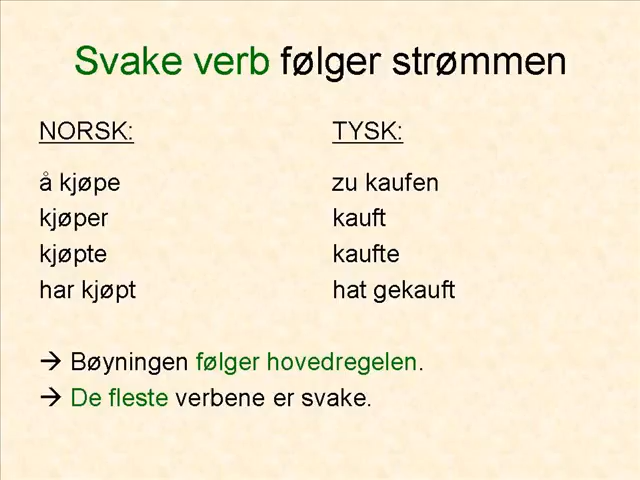 Svake verb følger strømmen
NORSK:
å kjøpe
kjøper
kjøpte
har kjøpt
TYSK:
zu kaufen
kauft
kaufte
hat gekauft
→ Bøyningen følger hovedregelen.
→ De fleste verbene er svake.